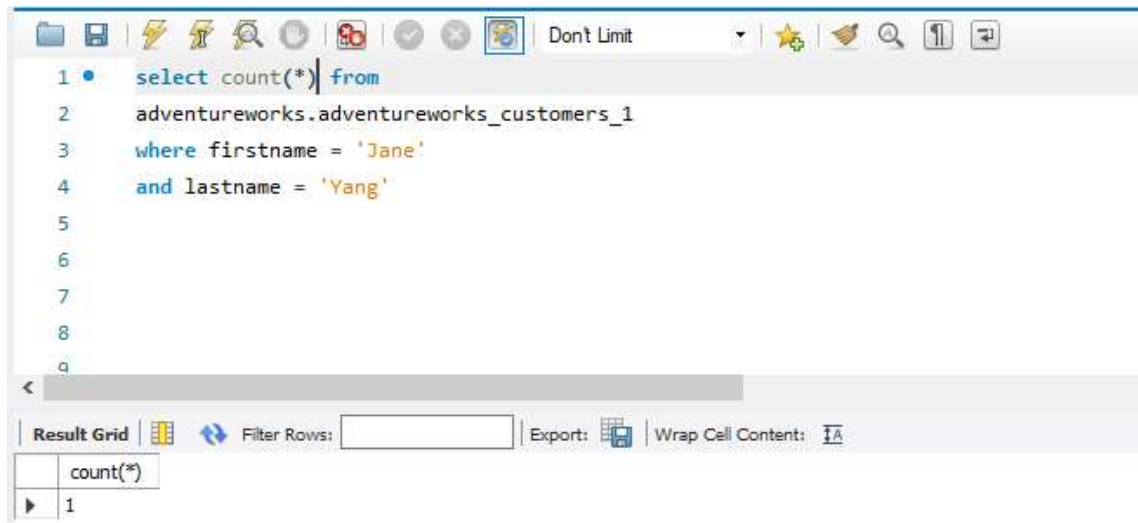 Don't Limit
1 select count(*) from
2 adventureworks.adventureworks_customers_1
3 where firstname = 'Jane'
4 and lastname = 'Yang'
5
6
7
8
9
Result Grid Filter Rows: Export: Wrap Cell Content:
count(*)
1